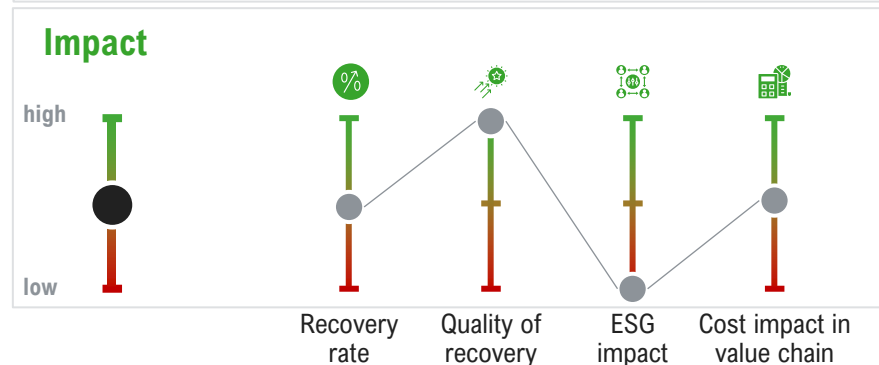 Impact
%
high
low
Recovery
rate
Quality of
recovery
ESG
impact
Cost impact in
value chain